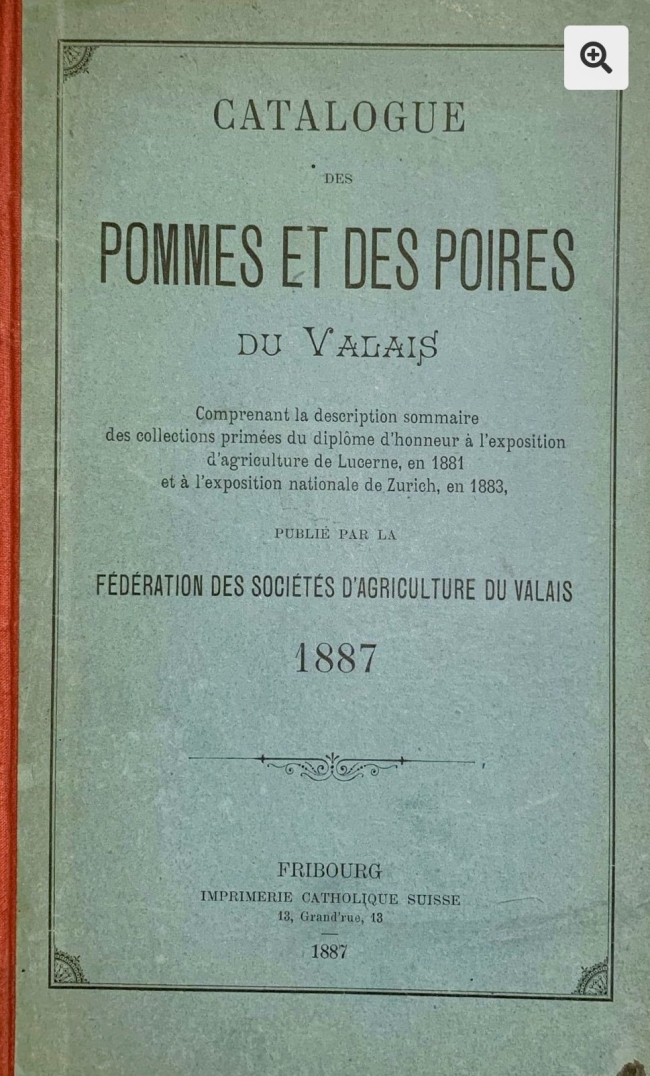 CATALOGUE
DES
POMMES ET DES POIRES
DU VALAIS
Comprenant la description sommaire
des collections primées du diplôme d'honneur à l'exposition
d'agriculture de Lucerne, en 1881
et à l'exposition nationale de Zurich, en 1883,
PUBLIÉ PAR LA
FÉDÉRATION DES SOCIÉTÉS D'AGRICULTURE DU VALAIS
1887
FRIBOURG
IMPRIMERIE CATHOLIQUE SUISSE
13, Grand'rue, 13
1887